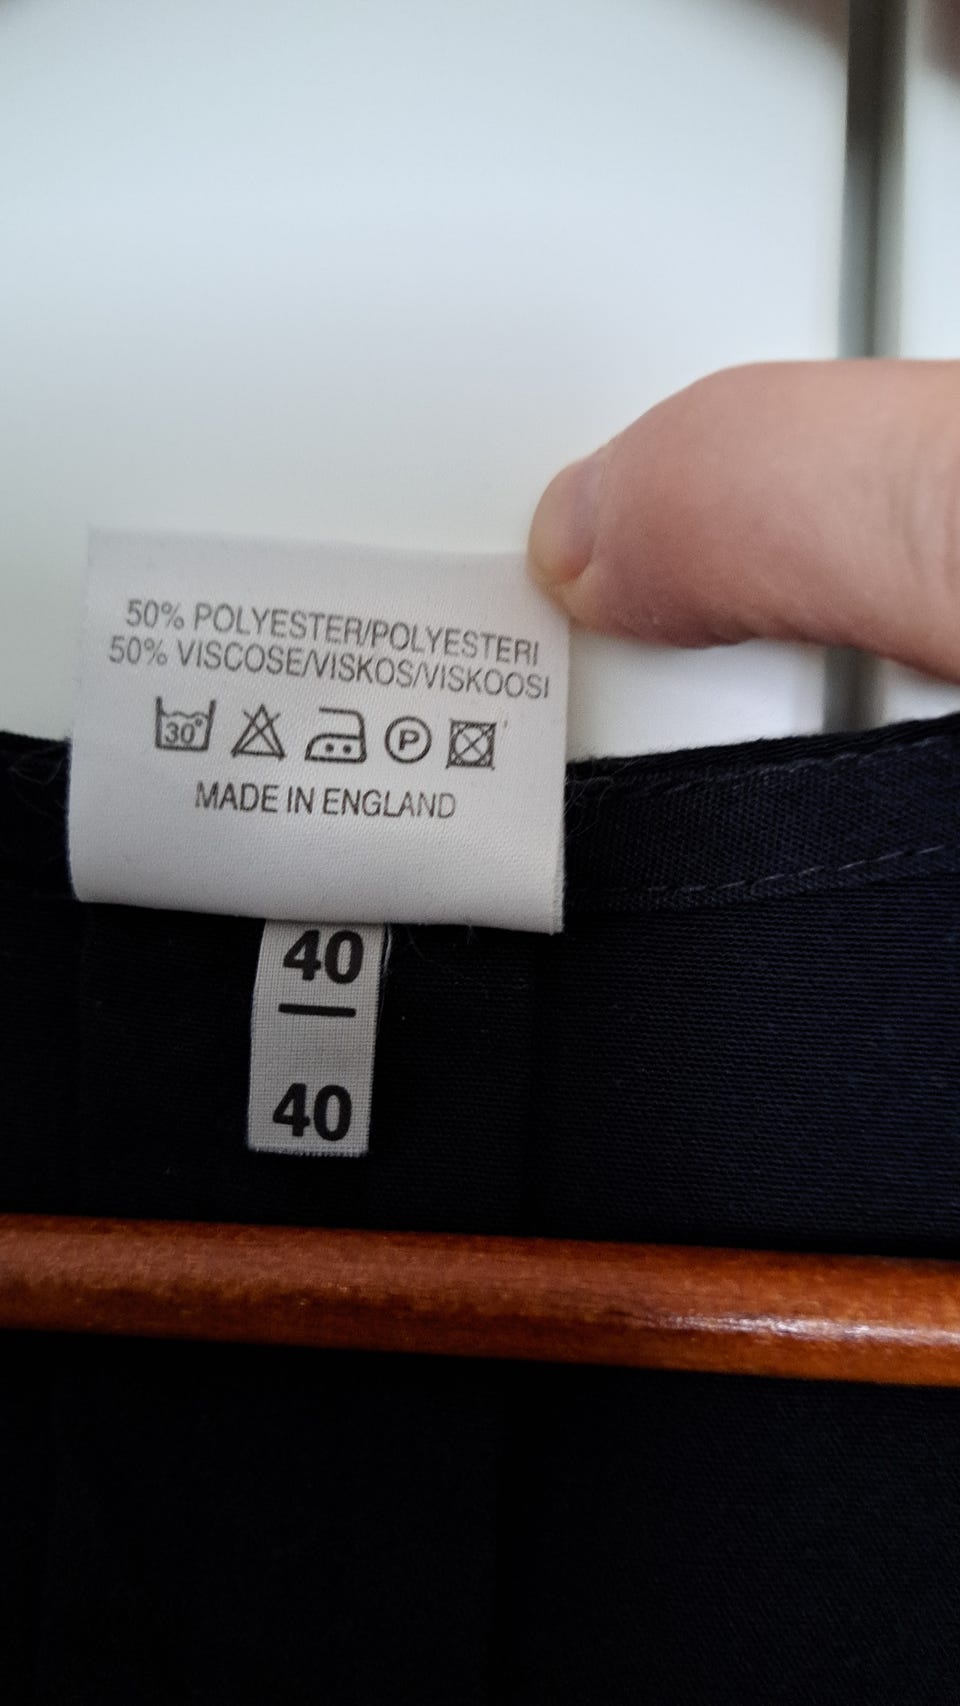 50% POLYESTER/POLYESTERI
50% VISCOSE/VISKOS/VISKOOSI
30° P
MADE IN ENGLAND
40
40